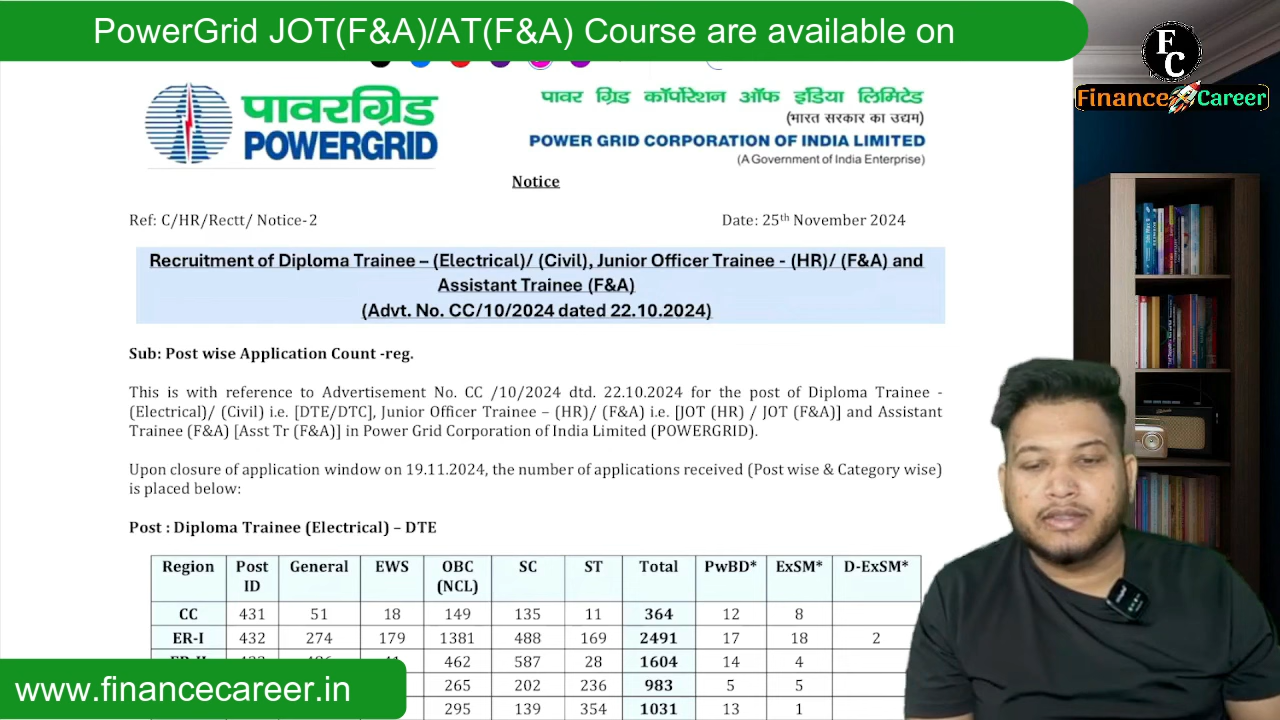 PowerGrid JOT(F&A)/AT(F&A) Course are available on
FC
Finance Career
पावरग्रिड
POWERGRID
पावर ग्रिड कॉर्पोरेशन ऑफ इंडिया लिमिटेड
(भारत सरकार का उद्यम)
POWER GRID CORPORATION OF INDIA LIMITED
(A Government of India Enterprise)
Notice
Ref: C/HR/Rectt/ Notice-2 Date: 25th November 2024
Recruitment of Diploma Trainee – (Electrical)/ (Civil), Junior Officer Trainee - (HR)/ (F&A) and
Assistant Trainee (F&A)
(Advt. No. CC/10/2024 dated 22.10.2024)
Sub: Post wise Application Count -reg.
This is with reference to Advertisement No. CC /10/2024 dtd. 22.10.2024 for the post of Diploma Trainee -
(Electrical)/ (Civil) i.e. [DTE/DTC], Junior Officer Trainee – (HR)/ (F&A) i.e. [JOT (HR) / JOT (F&A)] and Assistant
Trainee (F&A) [Asst Tr (F&A)] in Power Grid Corporation of India Limited (POWERGRID).
Upon closure of application window on 19.11.2024, the number of applications received (Post wise & Category wise)
is placed below:
Post : Diploma Trainee (Electrical) – DTE
Region Post ID General EWS OBC (NCL) SC ST Total PwBD* ExSM* D-ExSM*
CC 431 51 18 149 135 11 364 12 8
ER-I 432 274 179 1381 488 169 2491 17 18 2
462 587 28 1604 14 4
265 202 236 983 5 5
295 139 354 1031 13 1
www.financecareer.in